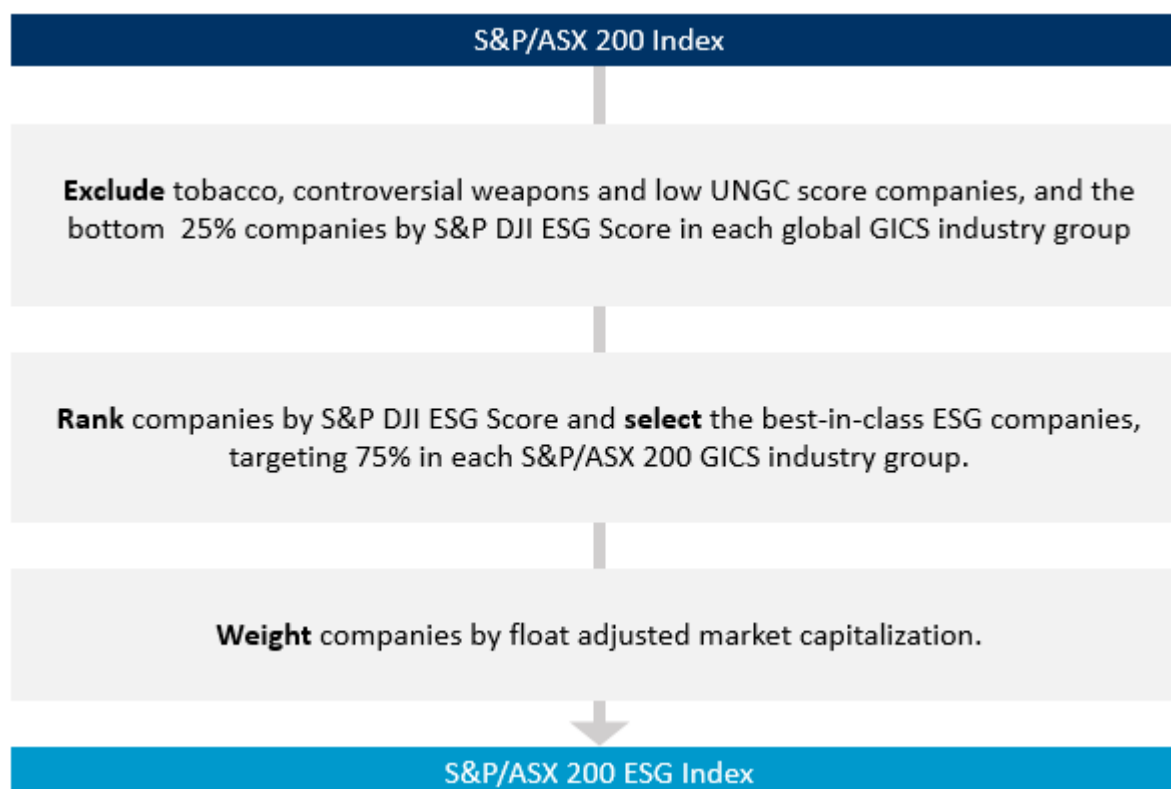 S&P/ASX 200 Index
Exclude tobacco, controversial weapons and low UNGC score companies, and the
bottom  25% companies by S&P DJI ESG Score in each global GICS industry group
Rank companies by S&P DJI ESG Score and select the best-in-class ESG companies,
targeting 75% in each S&P/ASX 200 GICS industry group.
Weight companies by float adjusted market capitalization.
S&P/ASX 200 ESG Index